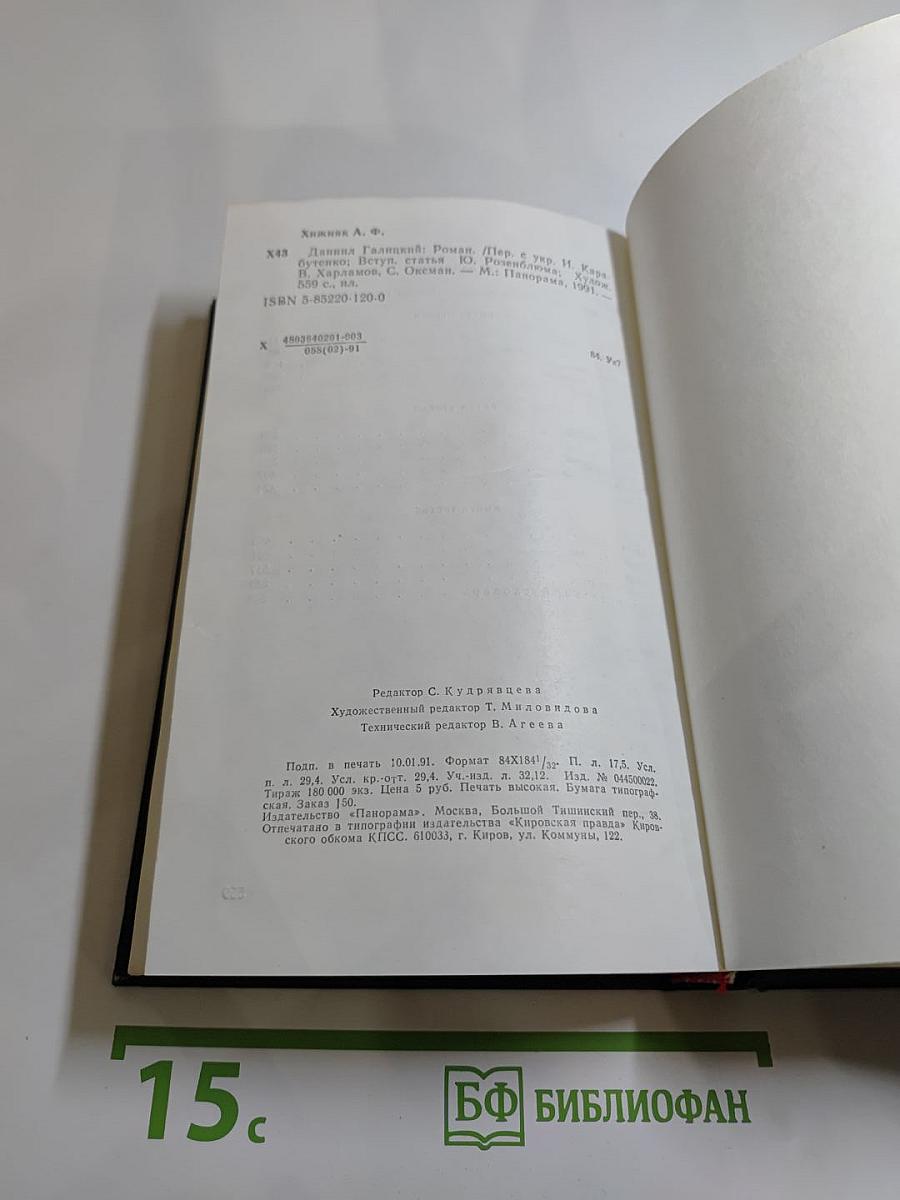 Хижняк А. Ф.
Х43 Даниил Галицкий: Роман. /Пер. с укр. И. Кара-
бутенко; Вступ. статья Ю. Розенблюма; Худож.
В. Харламов, С. Оксман. — М.: Панорама, 1991. —
559 с., ил.
ISBN 5-85220-120-0
Х 4803640201-003
058(02)-91
84. Ук7
Редактор С. Кудрявцева
Художественный редактор Т. Миловидова
Технический редактор В. Агеева
Подп. в печать 10.01.91. Формат 84Х184¹/₃₂. П. л. 17,5. Усл.
п. л. 29,4. Усл. кр.-отт. 29,4. Уч.-изд. л. 32,12. Изд. № 044500022.
Тираж 180 000 экз. Цена 5 руб. Печать высокая. Бумага типограф-
ская. Заказ 150.
Издательство «Панорама». Москва, Большой Тишинский пер., 38.
Отпечатано в типографии издательства «Кировская правда» Киров-
ского обкома КПСС. 610033, г. Киров, ул. Коммуны, 122.
15 с
БФ БИБЛИОФАН